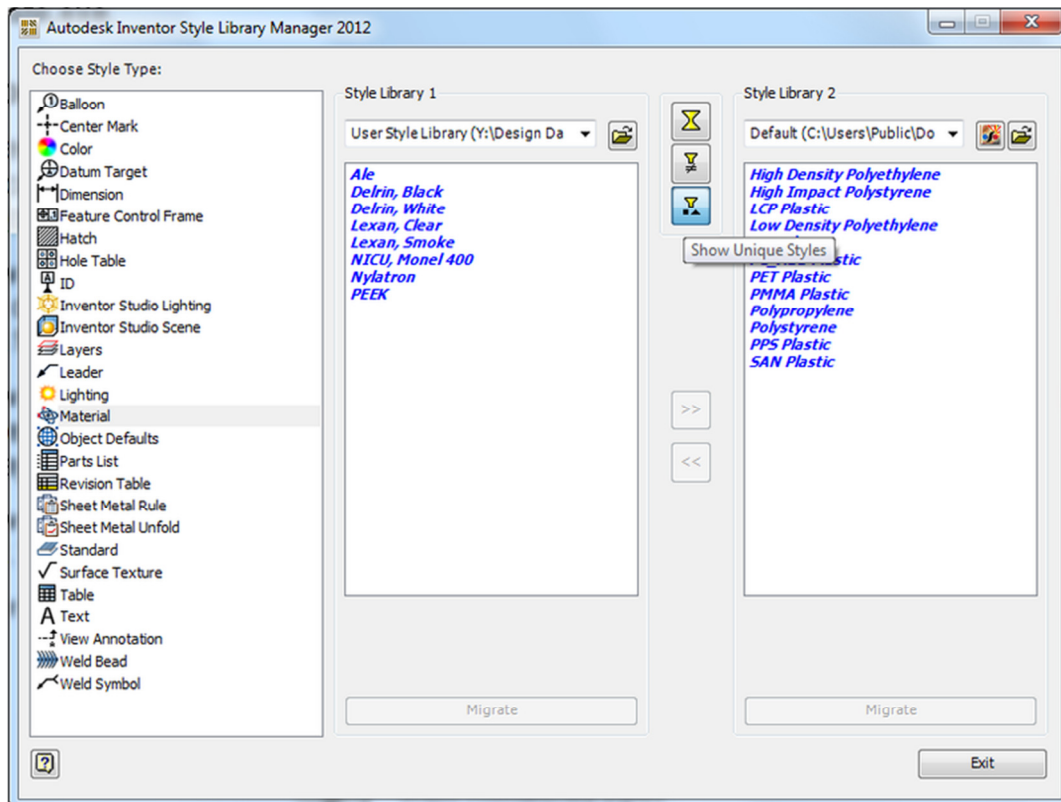 Autodesk Inventor Style Library Manager 2012
Choose Style Type:
Balloon
Center Mark
Color
Datum Target
Dimension
Feature Control Frame
Hatch
Hole Table
ID
Inventor Studio Lighting
Inventor Studio Scene
Layers
Leader
Lighting
Material
Object Defaults
Parts List
Revision Table
Sheet Metal Rule
Sheet Metal Unfold
Standard
Surface Texture
Table
A Text
View Annotation
Weld Bead
Weld Symbol
Style Library 1
User Style Library (Y:\Design Da
Ale
Delrin, Black
Delrin, White
Lexan, Clear
Lexan, Smoke
NICU, Monel 400
Nylatron
PEEK
Migrate
Show Unique Styles
>>
<<
Style Library 2
Default (C:\Users\Public\Do
High Density Polyethylene
High Impact Polystyrene
LCP Plastic
Low Density Polyethylene
Plastic
PET Plastic
PMMA Plastic
Polypropylene
Polystyrene
PPS Plastic
SAN Plastic
Migrate
Exit